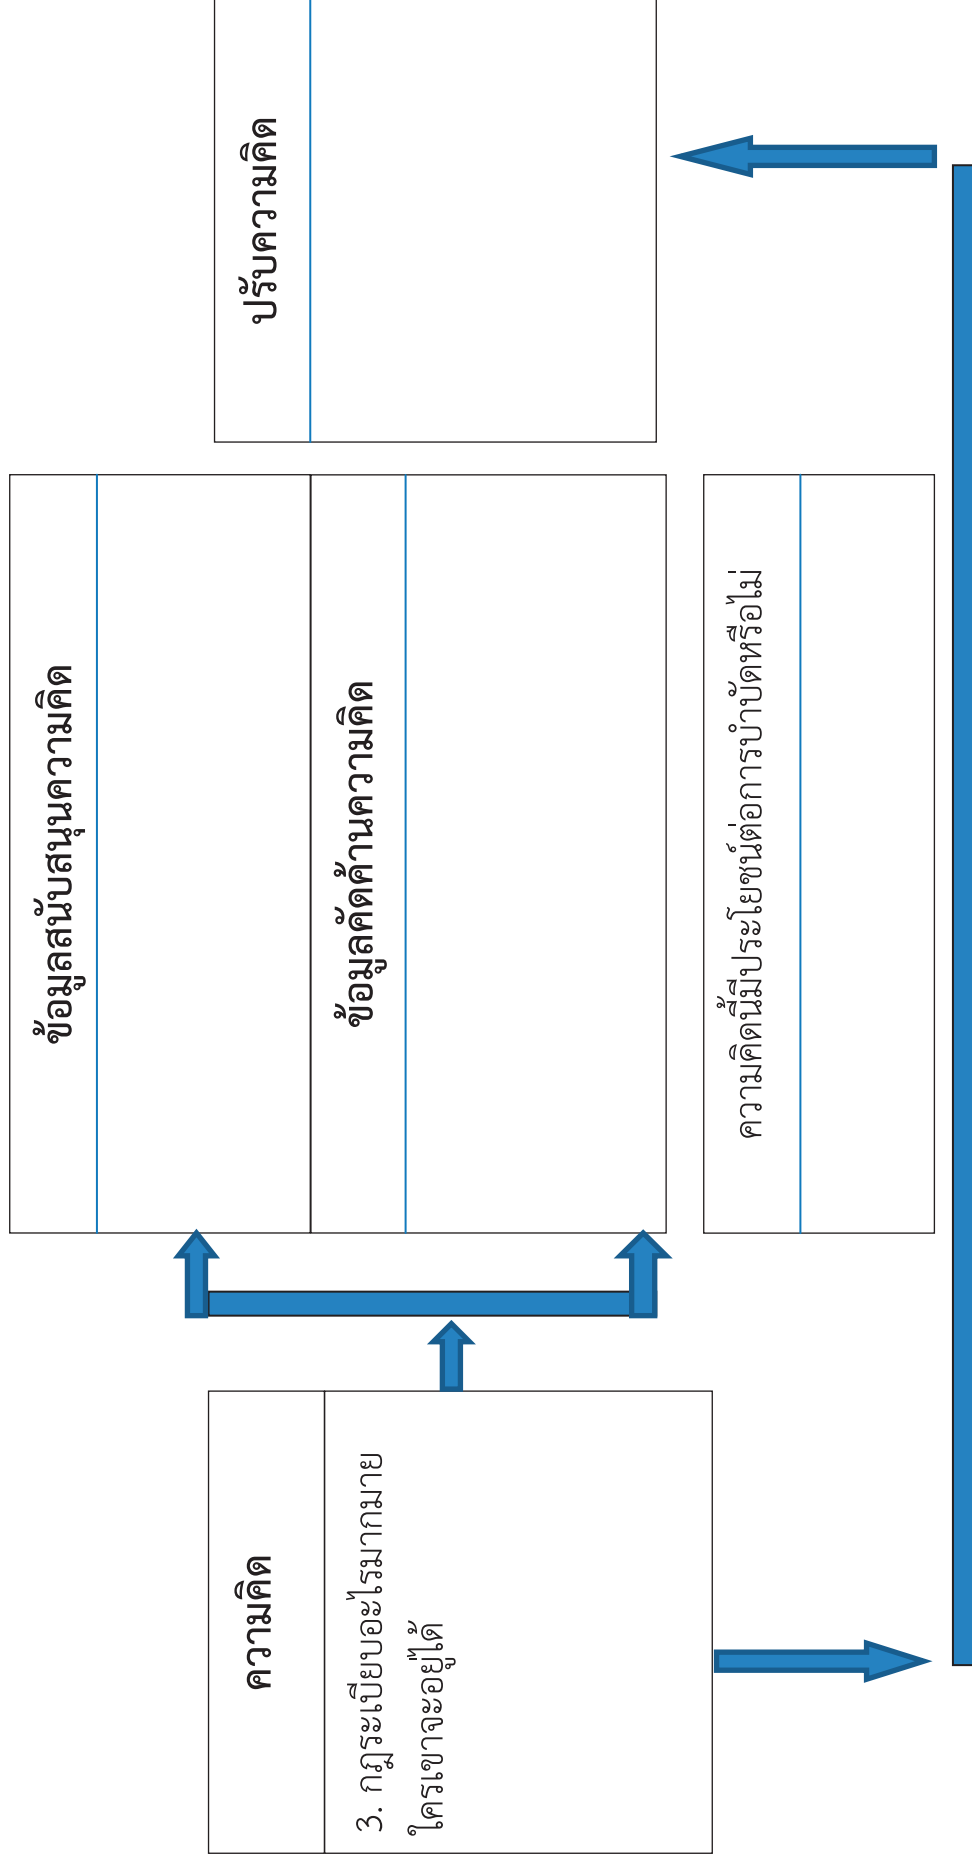 ความคิด
3. กฎระเบียบอะไรมากมาย
ใครเขาจะอยู่ได้
ข้อมูลสนับสนุนความคิด
ข้อมูลคัดค้านความคิด
ความคิดนี้มีประโยชน์ต่อการบำบัดหรือไม่
ปรับความคิด